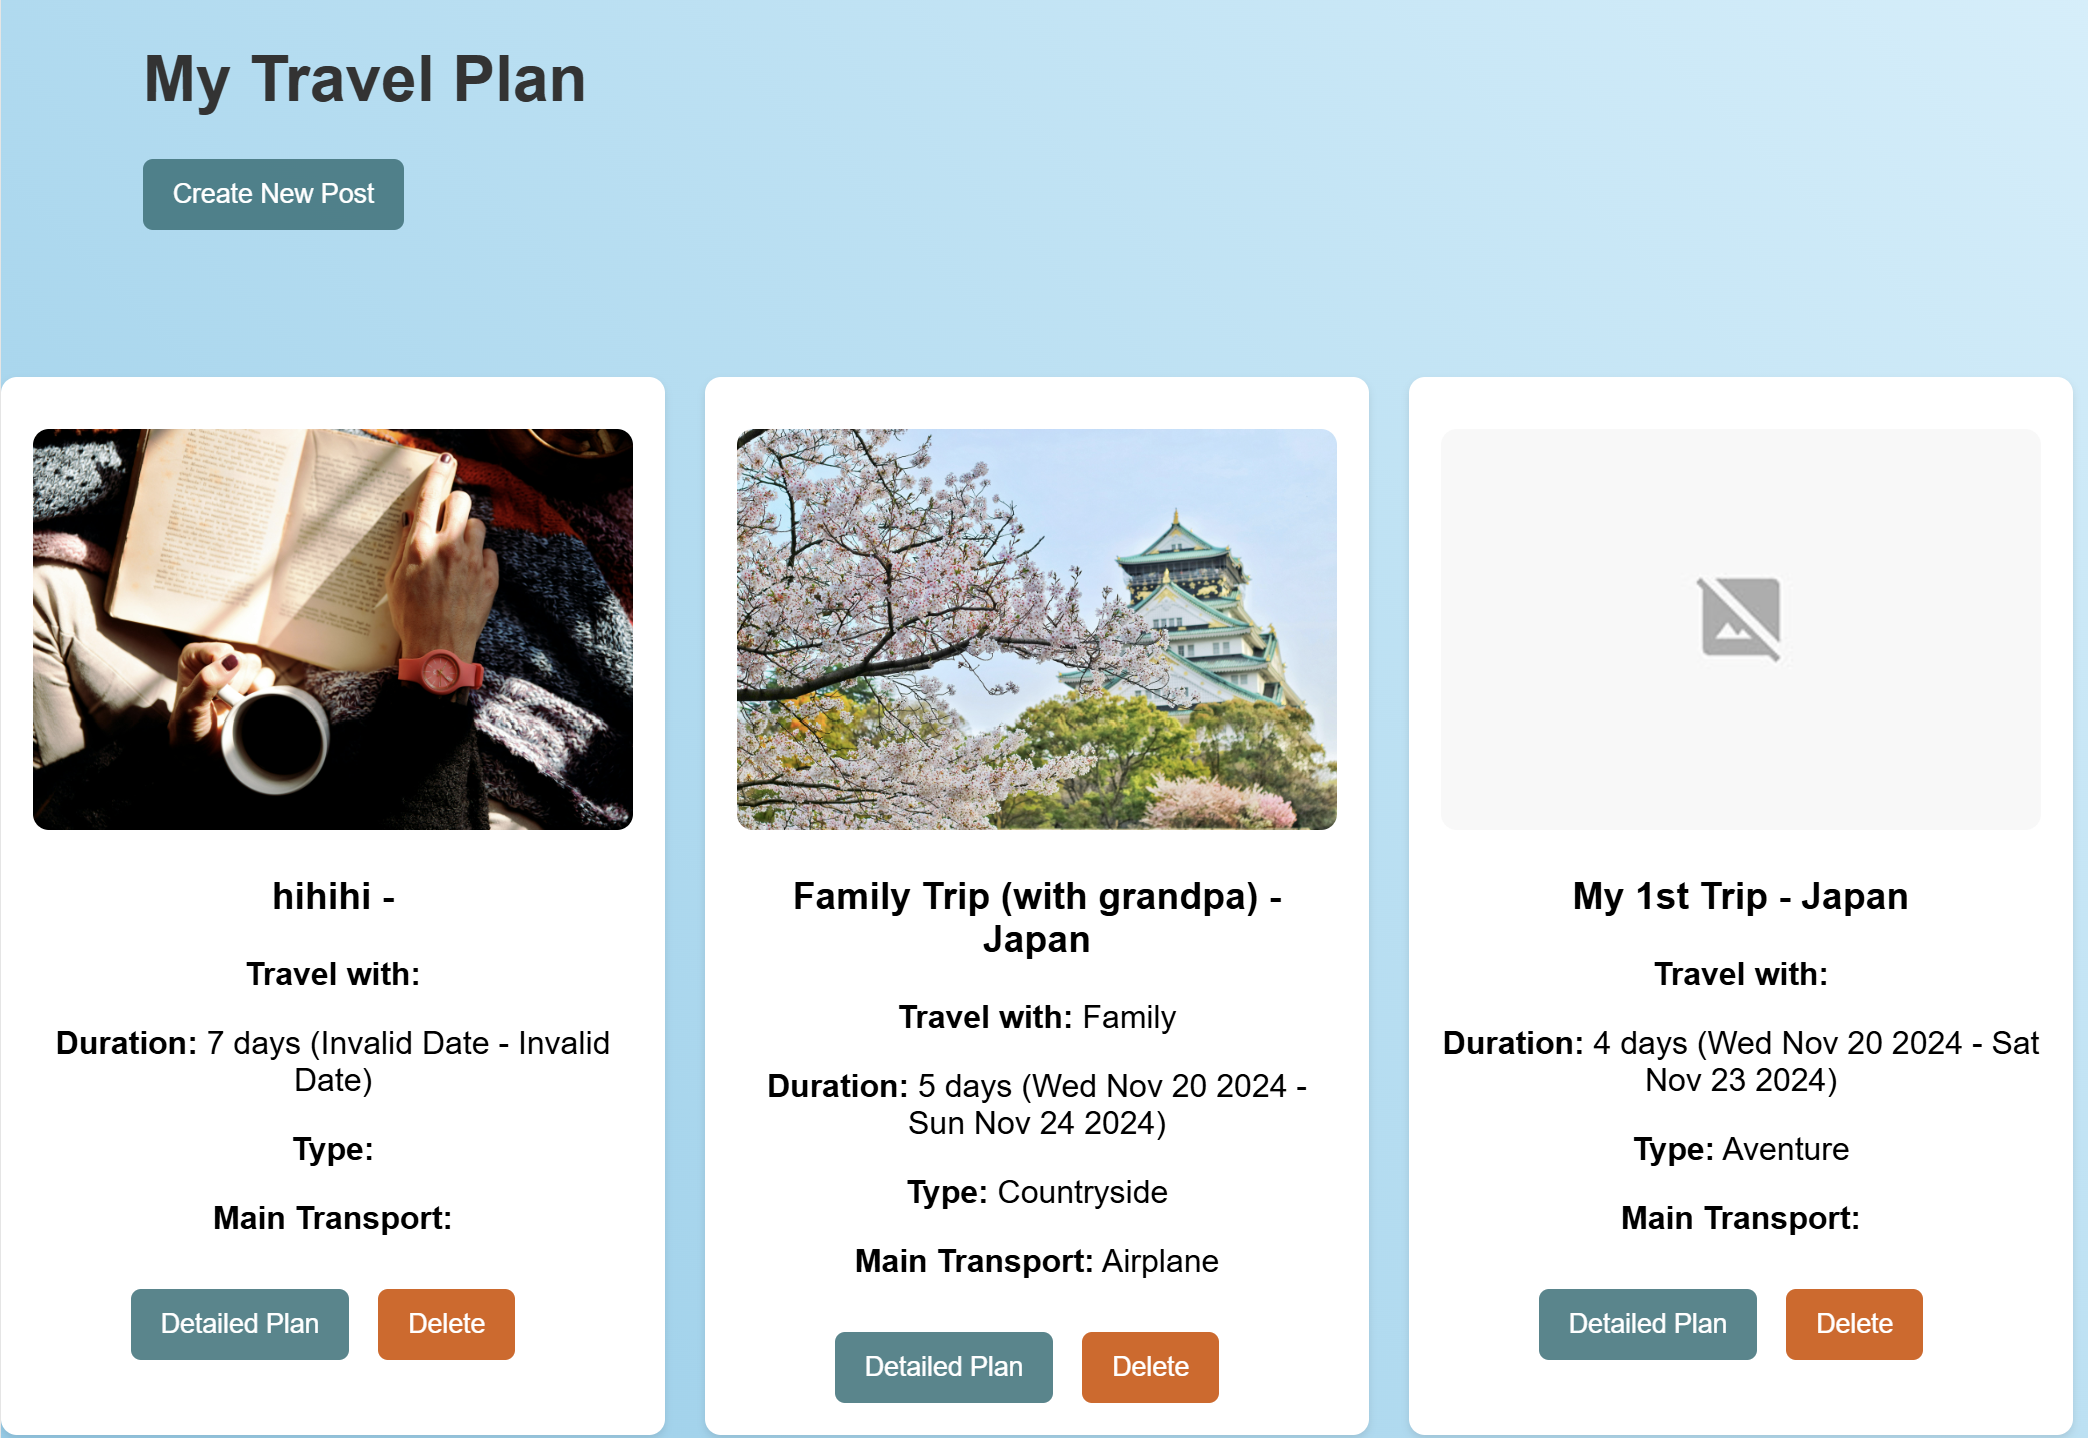 My Travel Plan
Create New Post
hihihi -
Travel with:
Duration: 7 days (Invalid Date - Invalid
Date)
Type:
Main Transport:
Detailed Plan
Delete
Family Trip (with grandpa) -
Japan
Travel with: Family
Duration: 5 days (Wed Nov 20 2024 -
Sun Nov 24 2024)
Type: Countryside
Main Transport: Airplane
Detailed Plan
Delete
My 1st Trip - Japan
Travel with:
Duration: 4 days (Wed Nov 20 2024 - Sat
Nov 23 2024)
Type: Aventure
Main Transport:
Detailed Plan
Delete